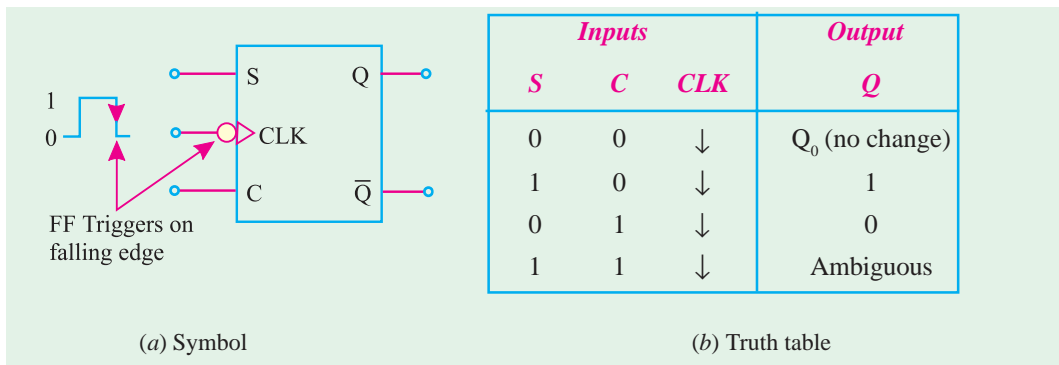 1
0
S
CLK
C
Q
Q̅
FF Triggers on
falling edge
(a) Symbol
Inputs Output
S C CLK Q
0 0 ↓ Q₀ (no change)
1 0 ↓ 1
0 1 ↓ 0
1 1 ↓ Ambiguous
(b) Truth table